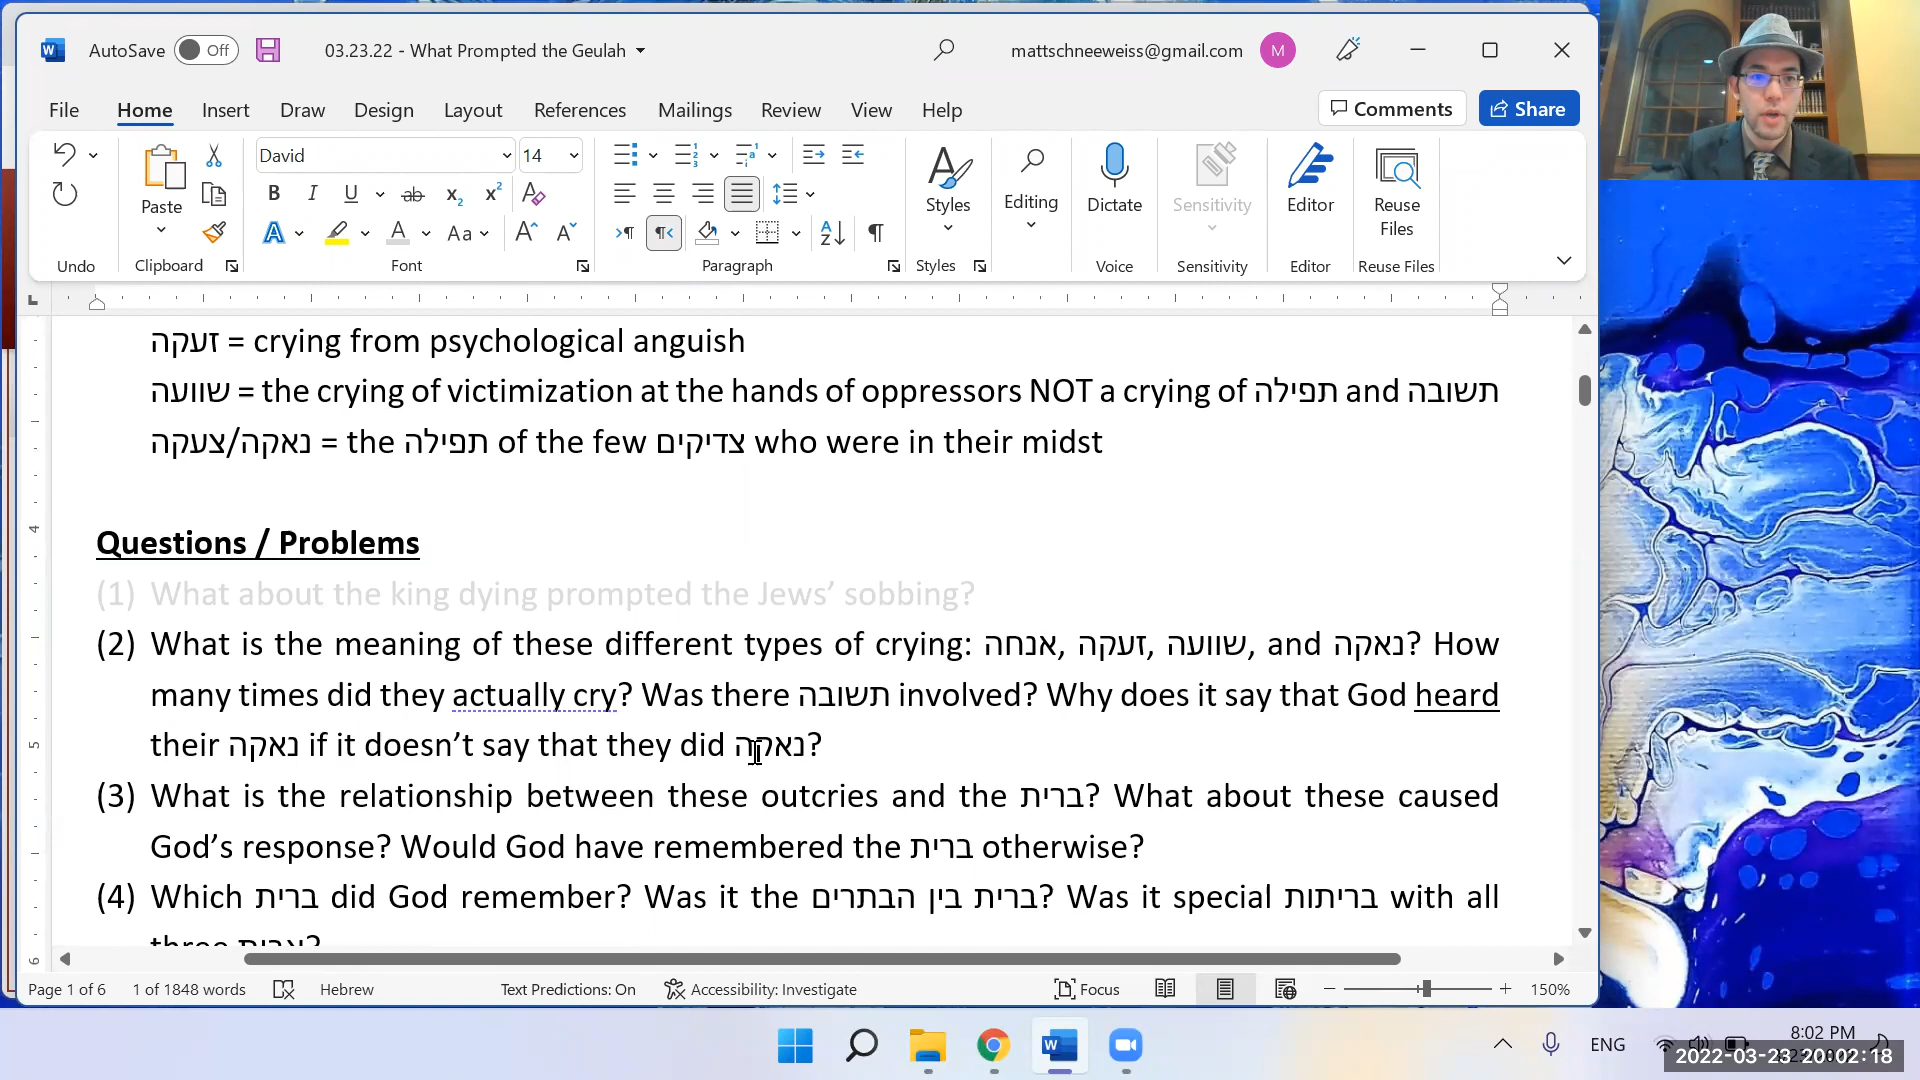 AutoSave Off 03.23.22 - What Prompted the Geulah mattschneeweiss@gmail.com M
File Home Insert Draw Design Layout References Mailings Review View Help Comments Share
David 14
Paste Styles Editing Dictate Sensitivity Editor Reuse Files
Undo Clipboard Font Paragraph Styles Voice Sensitivity Editor Reuse Files
זעקה = crying from psychological anguish
שוועה = the crying of victimization at the hands of oppressors NOT a crying of תפילה and תשובה
נאקה/צעקה = the תפילה of the few צדיקים who were in their midst
Questions / Problems
(1) What about the king dying prompted the Jews’ sobbing?
(2) What is the meaning of these different types of crying: אנחה, זעקה, שוועה, and נאקה? How
many times did they actually cry? Was there תשובה involved? Why does it say that God heard
their נאקה if it doesn’t say that they did נאקה?
(3) What is the relationship between these outcries and the ברית? What about these caused
God’s response? Would God have remembered the ברית otherwise?
(4) Which ברית did God remember? Was it the ברית בין הבתרים? Was it special בריתות with all
three אבות?
Page 1 of 6 1 of 1848 words Hebrew Text Predictions: On Accessibility: Investigate Focus 150%
ENG 8:02 PM
2022-03-23 20:02:18